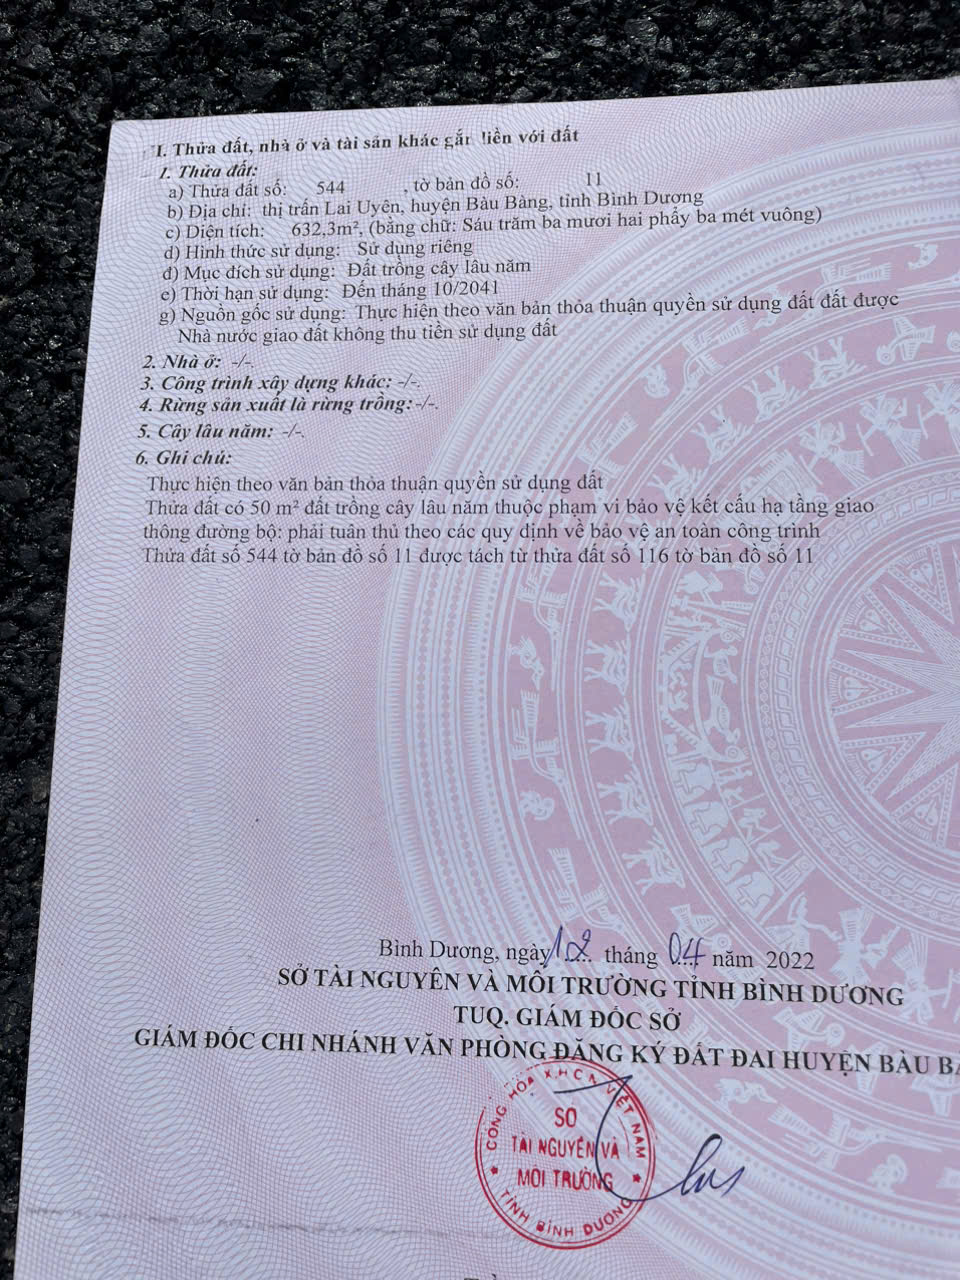 II. Thửa đất, nhà ở và tài sản khác gắn liền với đất
1. Thửa đất:
a) Thửa đất số: 544 , tờ bản đồ số: 11
b) Địa chỉ: thị trấn Lai Uyên, huyện Bàu Bàng, tỉnh Bình Dương
c) Diện tích: 632,3m², (bằng chữ: Sáu trăm ba mươi hai phẩy ba mét vuông)
d) Hình thức sử dụng: Sử dụng riêng
đ) Mục đích sử dụng: Đất trồng cây lâu năm
e) Thời hạn sử dụng: Đến tháng 10/2041
g) Nguồn gốc sử dụng: Thực hiện theo văn bản thỏa thuận quyền sử dụng đất đất được
Nhà nước giao đất không thu tiền sử dụng đất
2. Nhà ở: -/-.
3. Công trình xây dựng khác: -/-.
4. Rừng sản xuất là rừng trồng: -/-.
5. Cây lâu năm: -/-.
6. Ghi chú:
Thực hiện theo văn bản thỏa thuận quyền sử dụng đất
Thửa đất có 50 m² đất trồng cây lâu năm thuộc phạm vi bảo vệ kết cấu hạ tầng giao
thông đường bộ: phải tuân thủ theo các quy định về bảo vệ an toàn công trình
Thửa đất số 544 tờ bản đồ số 11 được tách từ thửa đất số 116 tờ bản đồ số 11
Bình Dương, ngày tháng 04 năm 2022
SỞ TÀI NGUYÊN VÀ MÔI TRƯỜNG TỈNH BÌNH DƯƠNG
TUQ. GIÁM ĐỐC SỞ
GIÁM ĐỐC CHI NHÁNH VĂN PHÒNG ĐĂNG KÝ ĐẤT ĐAI HUYỆN BÀU BÀ
CỘNG HÒA X.H.C.N VIỆT NAM
SỞ
TÀI NGUYÊN VÀ
MÔI TRƯỜNG
TỈNH BÌNH DƯƠNG